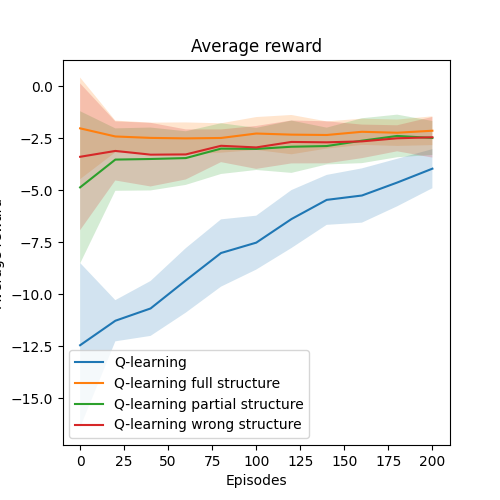 Average reward
0.0
−2.5
−5.0
−7.5
−10.0
−12.5
−15.0
Q-learning
Q-learning full structure
Q-learning partial structure
Q-learning wrong structure
0
25
50
75
100
125
150
175
200
Episodes